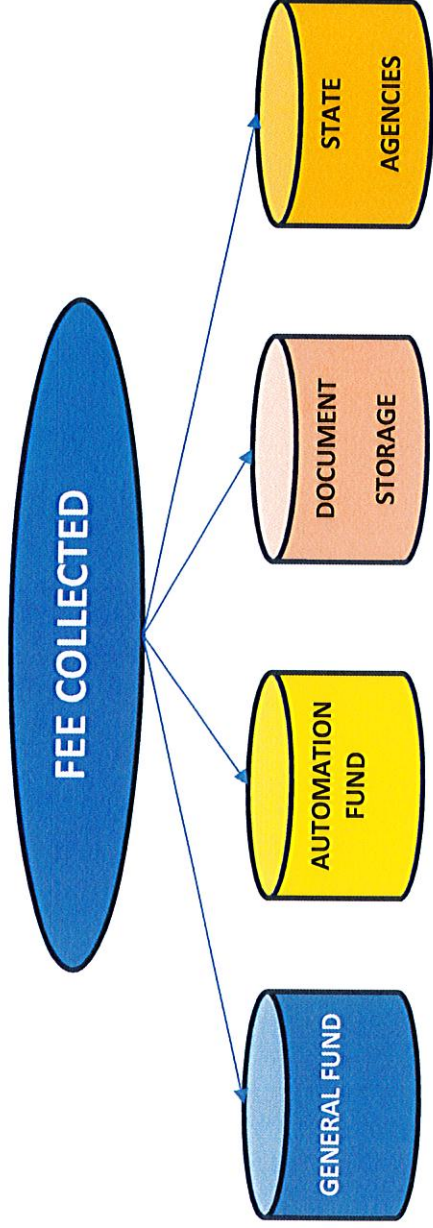 FEE COLLECTED
GENERAL FUND
AUTOMATION
FUND
DOCUMENT
STORAGE
STATE
AGENCIES